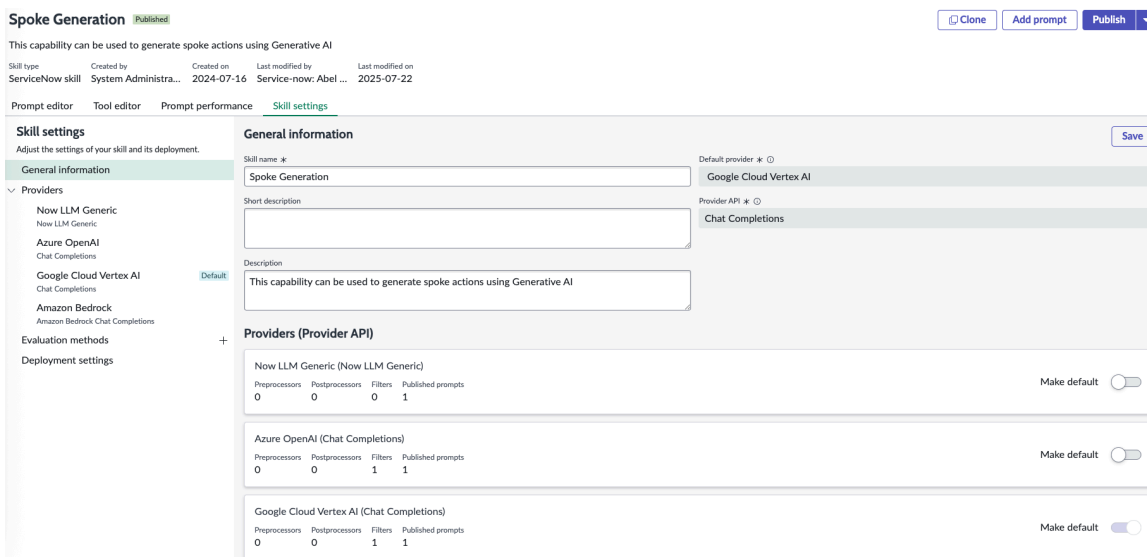 Spoke Generation Published
Clone Add prompt Publish
This capability can be used to generate spoke actions using Generative AI
Skill type Created by Created on Last modified by Last modified on
ServiceNow skill System Administra... 2024-07-16 Service-now: Abel ... 2025-07-22
Prompt editor Tool editor Prompt performance Skill settings
Skill settings
Adjust the settings of your skill and its deployment.
General information
Providers
Now LLM Generic
Now LLM Generic
Azure OpenAI
Chat Completions
Google Cloud Vertex AI Default
Chat Completions
Amazon Bedrock
Amazon Bedrock Chat Completions
Evaluation methods +
Deployment settings
General information
Save
Skill name *
Spoke Generation
Default provider *
Google Cloud Vertex AI
Short description
Provider API *
Chat Completions
Description
This capability can be used to generate spoke actions using Generative AI
Providers (Provider API)
Now LLM Generic (Now LLM Generic)
Preprocessors Postprocessors Filters Published prompts
0 0 0 1
Make default
Azure OpenAI (Chat Completions)
Preprocessors Postprocessors Filters Published prompts
0 0 1 1
Make default
Google Cloud Vertex AI (Chat Completions)
Preprocessors Postprocessors Filters Published prompts
0 0 1 1
Make default